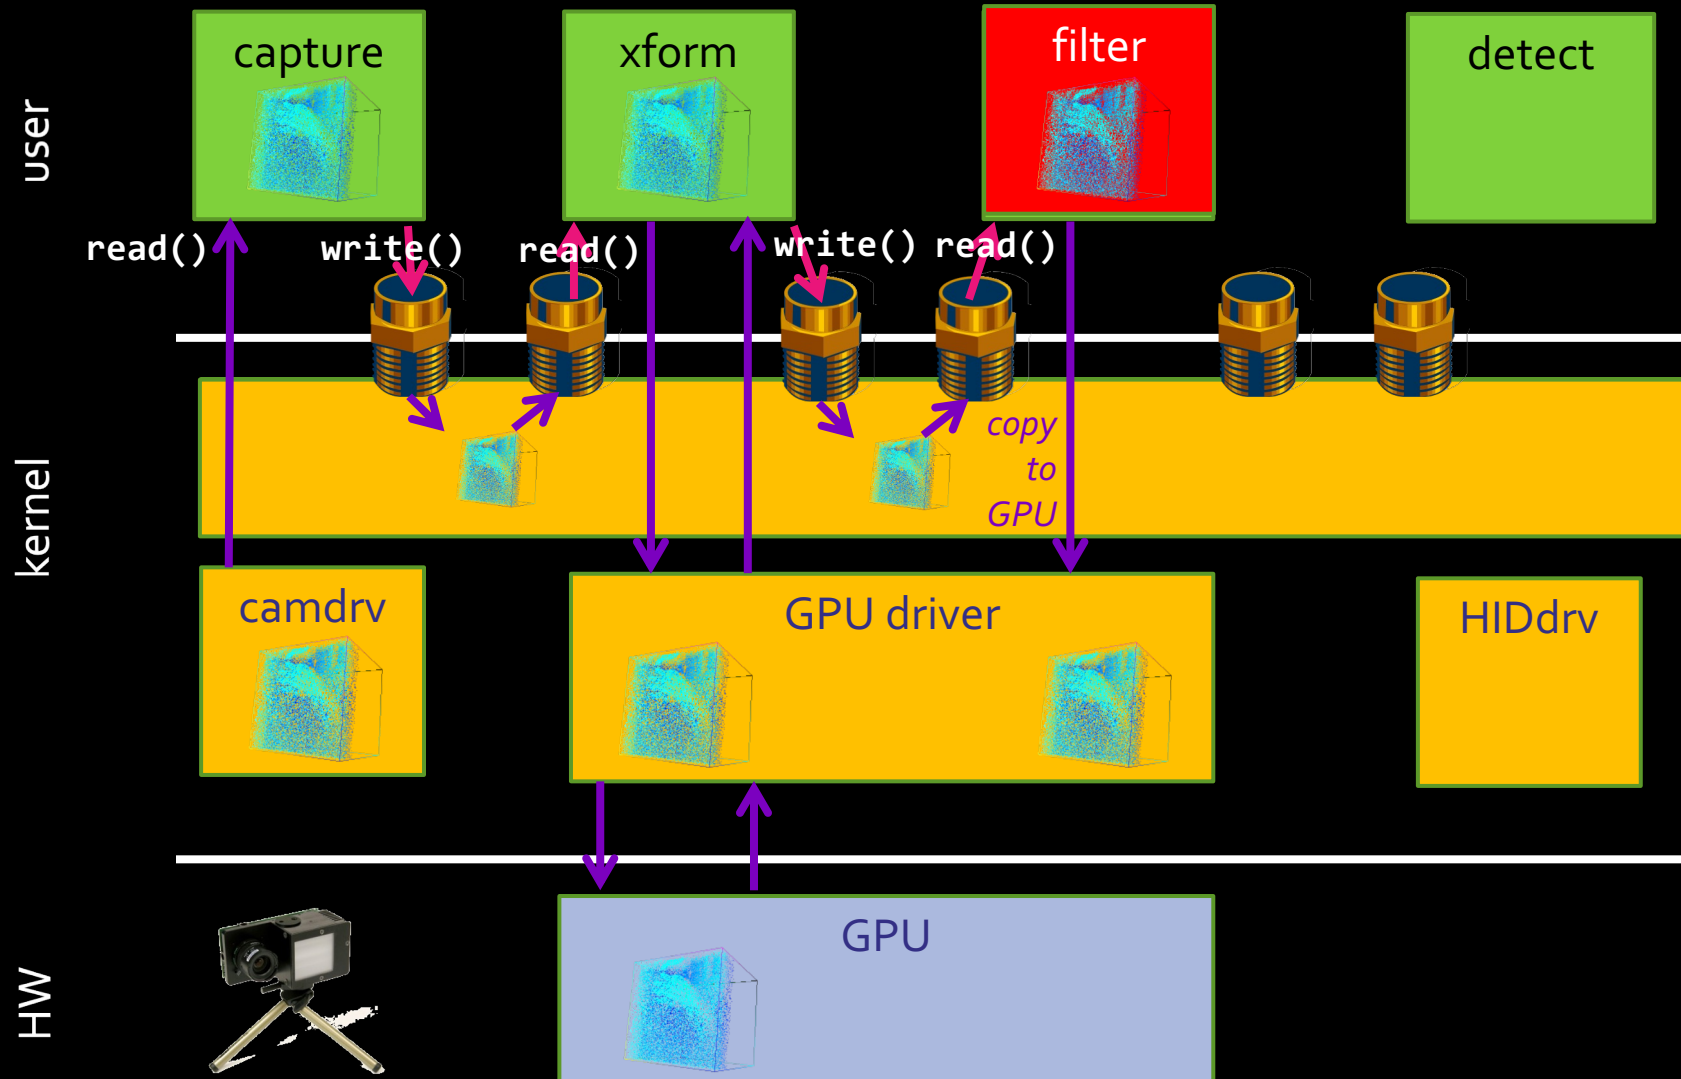 user
capture
xform
filter
detect
read()
write()
read()
write()
read()
kernel
copy
to
GPU
camdrv
GPU driver
HIDdrv
HW
GPU